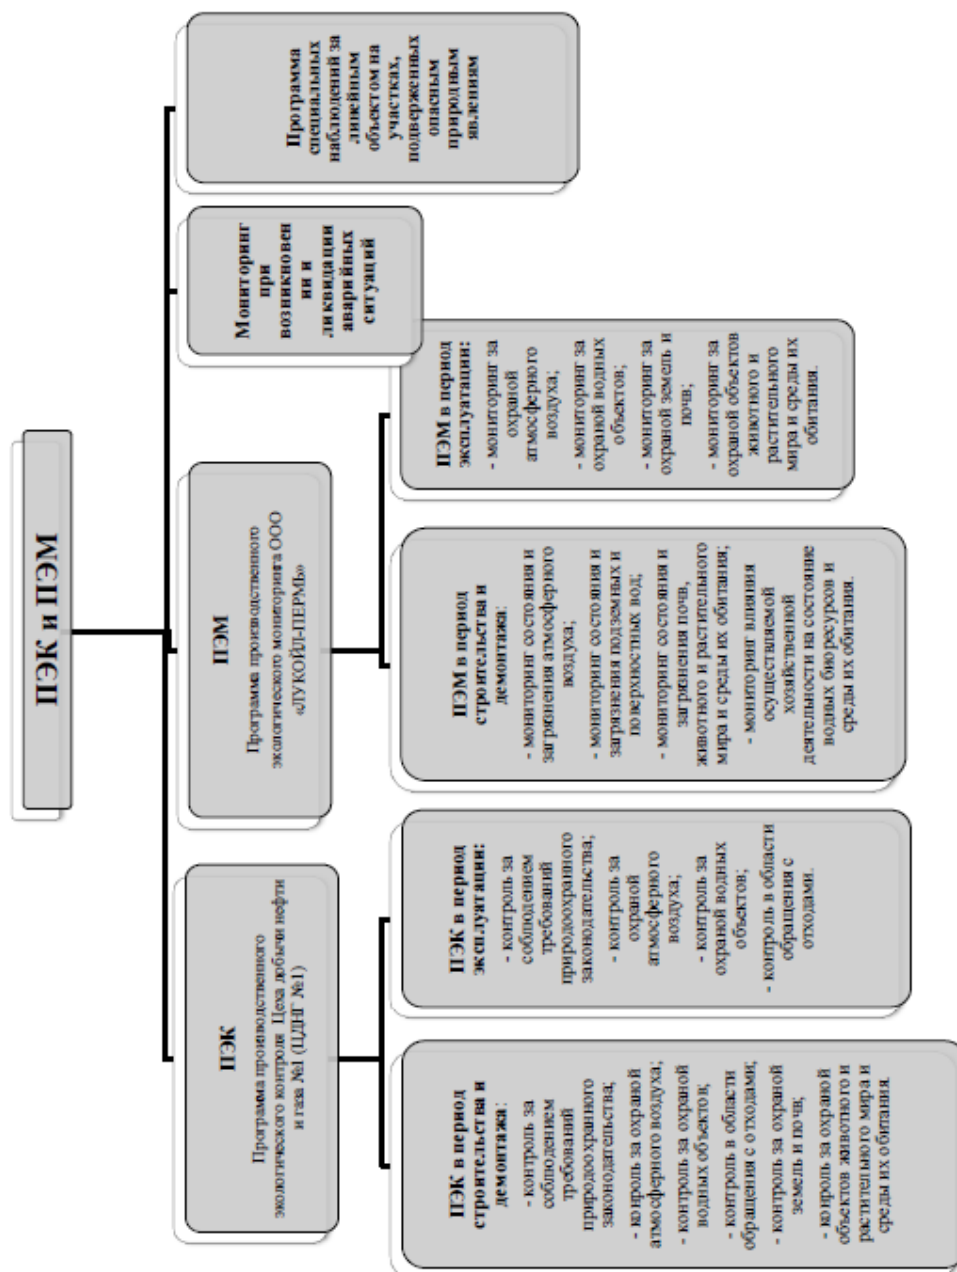 ПЭК и ПЭМ
ПЭК
Программа производственного
экологического контроля Цеха добычи нефти
и газа №1 (ЦДНГ №1)
ПЭК в период
строительства и
демонтажа:
- контроль за
соблюдением
требований
природоохранного
законодательства;
- контроль за охраной
атмосферного воздуха;
- контроль за охраной
водных объектов;
- контроль в области
обращения с отходами;
- контроль за охраной
земель и почв;
- контроль за охраной
объектов животного и
растительного мира и
среды их обитания.
ПЭК в период
эксплуатации:
- контроль за
соблюдением
требований
природоохранного
законодательства;
- контроль за
охраной
атмосферного
воздуха;
- контроль за
охраной водных
объектов;
- контроль в области
обращения с
отходами.
ПЭМ
Программа производственного
экологического мониторинга ООО
«ЛУКОЙЛ-ПЕРМЬ»
ПЭМ в период
строительства и
демонтажа:
- мониторинг состояния и
загрязнения атмосферного
воздуха;
- мониторинг состояния и
загрязнения подземных и
поверхностных вод;
- мониторинг состояния и
загрязнения почв,
животного и растительного
мира и среды их обитания;
- мониторинг влияния
осуществляемой
хозяйственной
деятельности на состояние
водных биоресурсов и
среды их обитания.
ПЭМ в период
эксплуатации:
- мониторинг за
охраной
атмосферного
воздуха;
- мониторинг за
охраной водных
объектов;
- мониторинг за
охраной земель и
почв;
- мониторинг за
охраной объектов
животного и
растительного
мира и среды их
обитания.
Мониторинг
при
возникновен
ии и
ликвидации
аварийных
ситуаций
Программа
специальных
наблюдений за
линейным
объектом на
участках,
подверженных
опасным
природным
явлениям